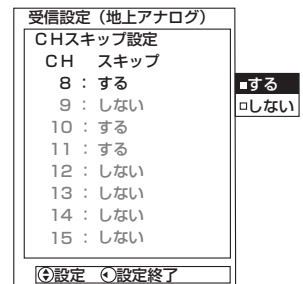 受信設定（地上アナログ）
ＣＨスキップ設定
ＣＨ　スキップ
8：する
9：しない
10：する
11：する
12：しない
13：しない
14：しない
15：しない
■する
□しない
設定　設定終了